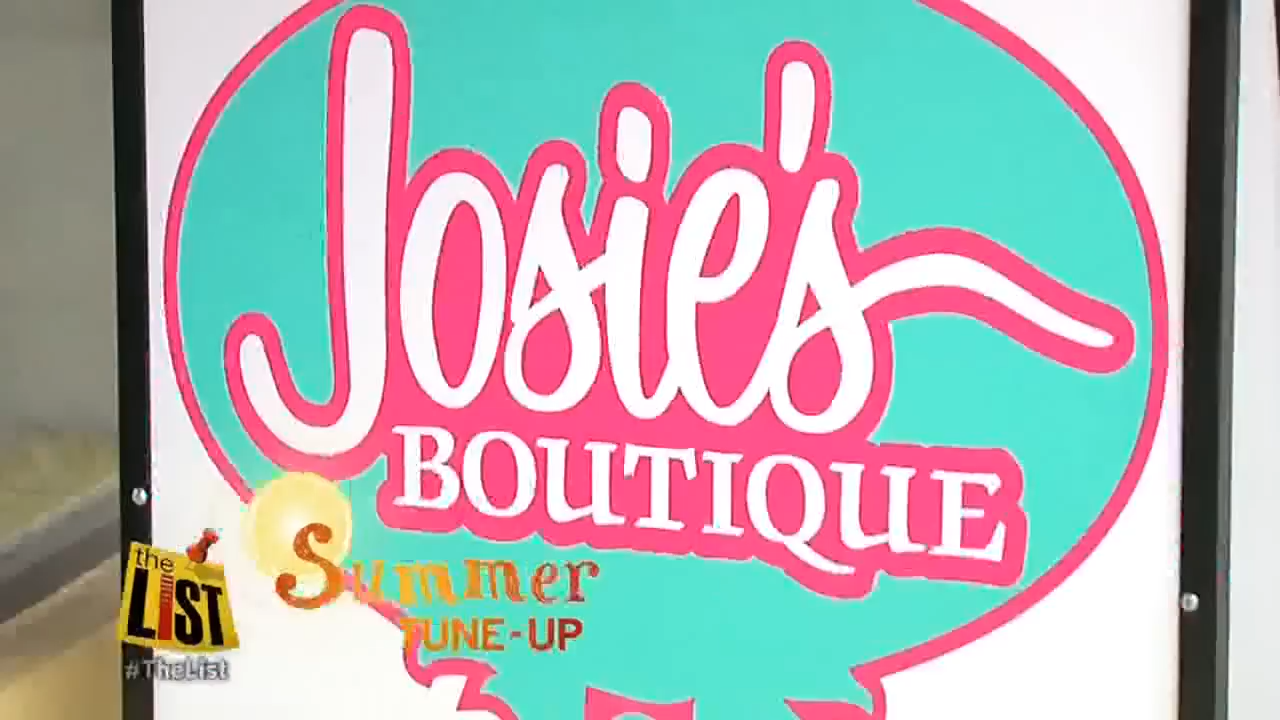 Josie's
BOUTIQUE
Summer
TUNE-UP
the
LIST
#TheList